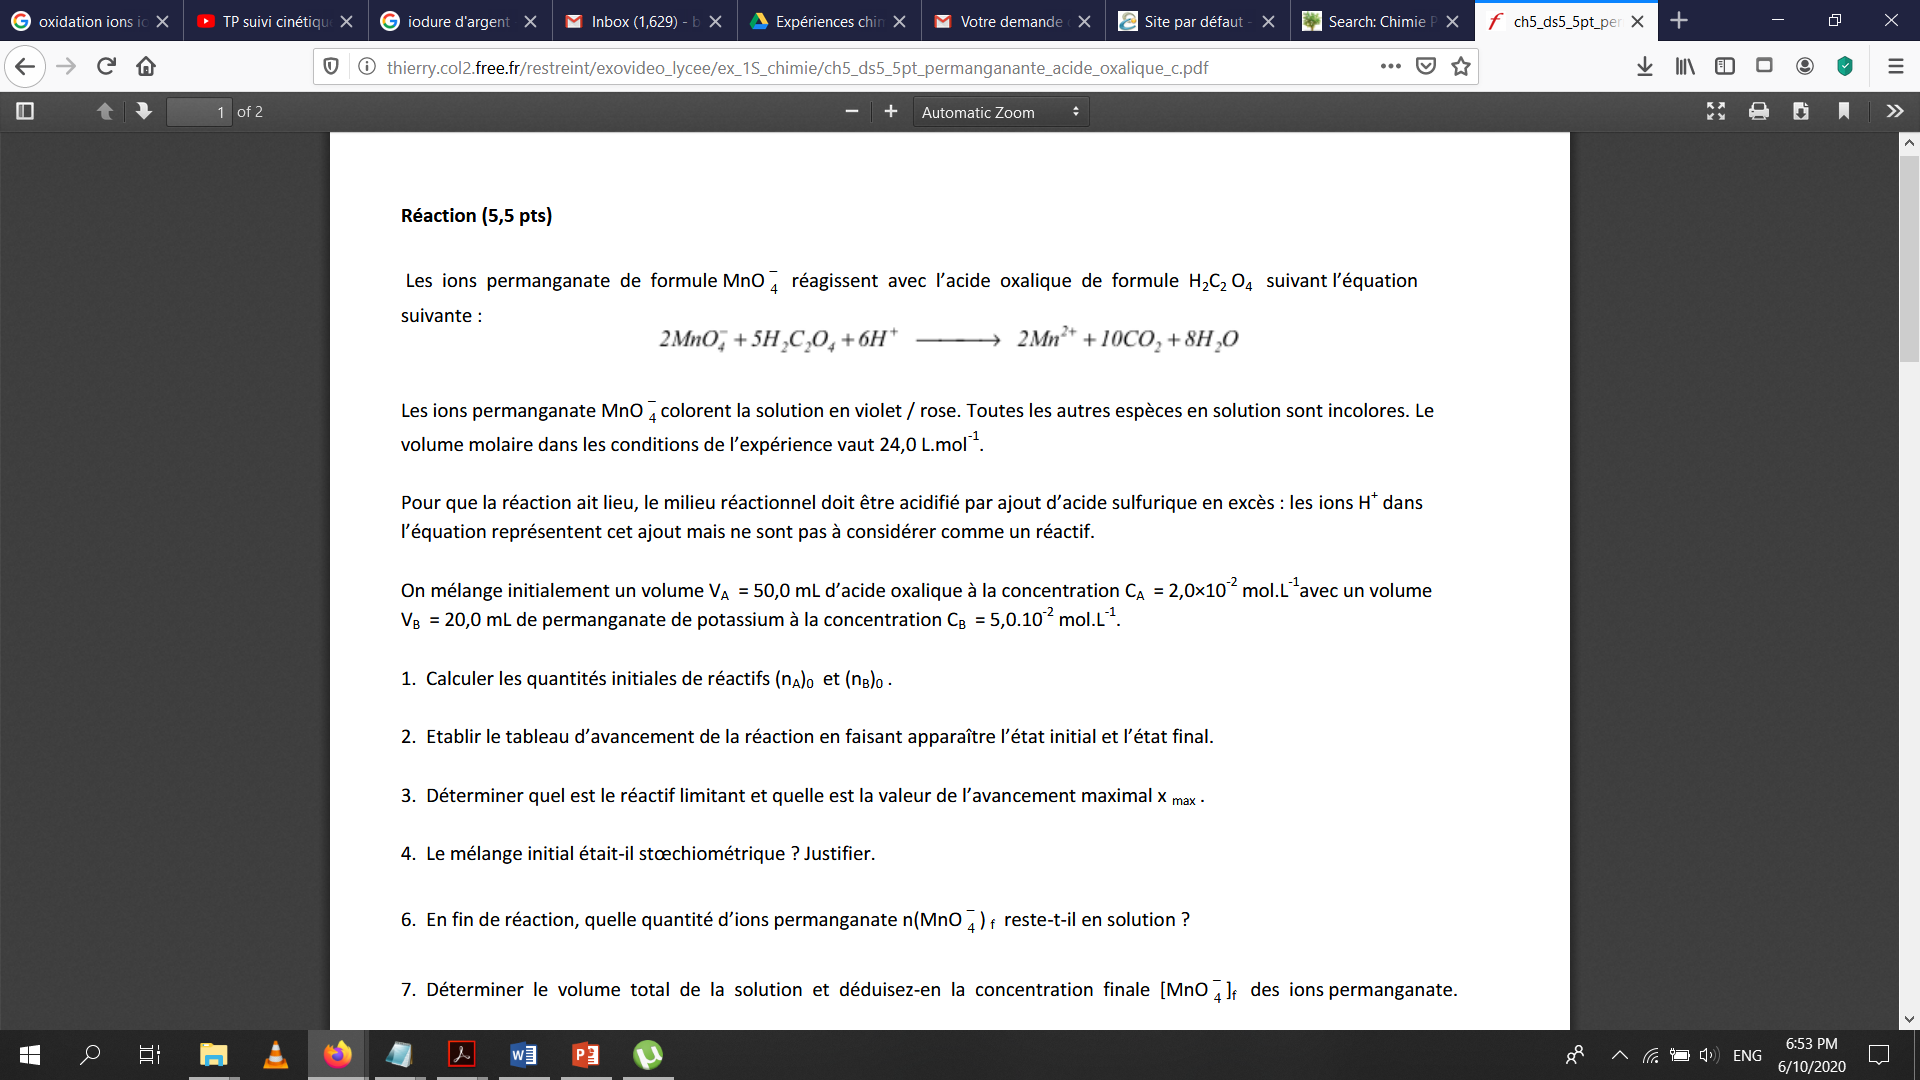 oxidation ions i
TP suivi cinétiqu
iodure d'argent
Inbox (1,629) - b
Expériences chin
Votre demande
Site par défaut -
Search: Chimie P
ch5_ds5_5pt_per
thierry.col2.free.fr/restreint/exovideo_lycee/ex_1S_chimie/ch5_ds5_5pt_permanganante_acide_oxalique_c.pdf
1 of 2
Automatic Zoom
Réaction (5,5 pts)
Les ions permanganate de formule MnO₄⁻ réagissent avec l’acide oxalique de formule H₂C₂ O₄ suivant l’équation
suivante :
2MnO₄⁻ + 5H₂C₂O₄ + 6H⁺ ⟶ 2Mn²⁺ + 10CO₂ + 8H₂O
Les ions permanganate MnO₄⁻ colorent la solution en violet / rose. Toutes les autres espèces en solution sont incolores. Le
volume molaire dans les conditions de l’expérience vaut 24,0 L.mol⁻¹.
Pour que la réaction ait lieu, le milieu réactionnel doit être acidifié par ajout d’acide sulfurique en excès : les ions H⁺ dans
l’équation représentent cet ajout mais ne sont pas à considérer comme un réactif.
On mélange initialement un volume V_A = 50,0 mL d’acide oxalique à la concentration C_A = 2,0×10⁻² mol.L⁻¹avec un volume
V_B = 20,0 mL de permanganate de potassium à la concentration C_B = 5,0.10⁻² mol.L⁻¹.
1. Calculer les quantités initiales de réactifs (n_A)₀ et (n_B)₀ .
2. Etablir le tableau d’avancement de la réaction en faisant apparaître l’état initial et l’état final.
3. Déterminer quel est le réactif limitant et quelle est la valeur de l’avancement maximal x max .
4. Le mélange initial était-il stœchiométrique ? Justifier.
6. En fin de réaction, quelle quantité d’ions permanganate n(MnO₄⁻) f reste-t-il en solution ?
7. Déterminer le volume total de la solution et déduisez-en la concentration finale [MnO₄⁻]f des ions permanganate.
ENG
6:53 PM
6/10/2020